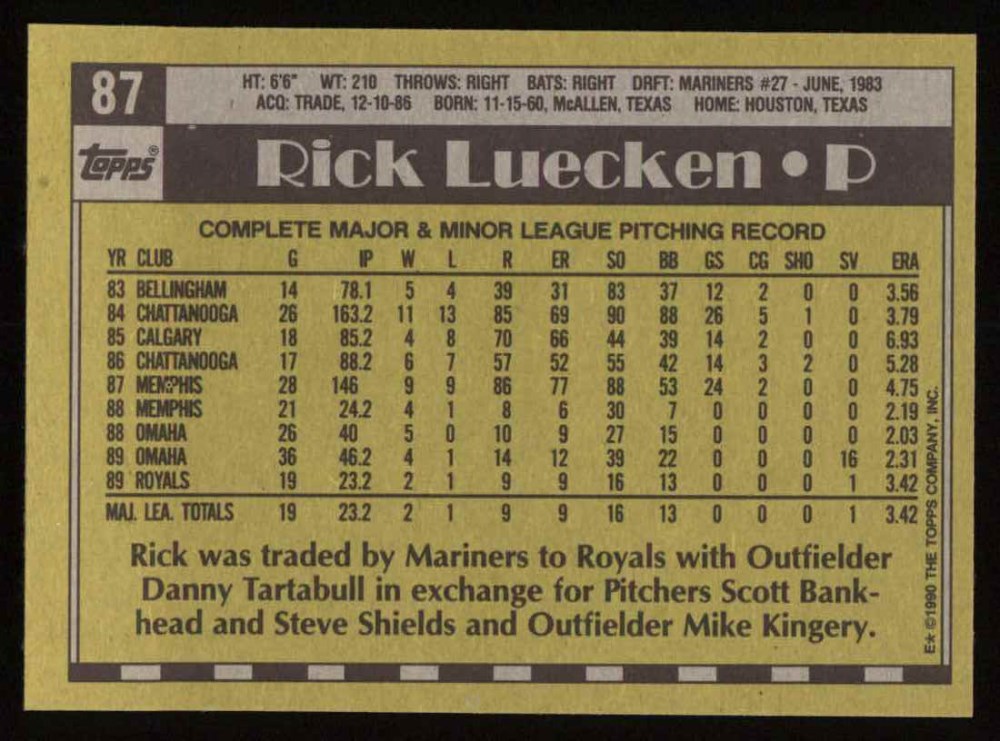 87
HT: 6'6" WT: 210 THROWS: RIGHT BATS: RIGHT DRFT: MARINERS #27 - JUNE, 1983
ACQ: TRADE, 12-10-86 BORN: 11-15-60, McALLEN, TEXAS HOME: HOUSTON, TEXAS
topps®
Rick Luecken • P
COMPLETE MAJOR & MINOR LEAGUE PITCHING RECORD
YR CLUB G IP W L R ER SO BB GS CG SHO SV ERA
83 BELLINGHAM 14 78.1 5 4 39 31 83 37 12 2 0 0 3.56
84 CHATTANOOGA 26 163.2 11 13 85 69 90 88 26 5 1 0 3.79
85 CALGARY 18 85.2 4 8 70 66 44 39 14 2 0 0 6.93
86 CHATTANOOGA 17 88.2 6 7 57 52 55 42 14 3 2 0 5.28
87 MEMPHIS 28 146 9 9 86 77 88 53 24 2 0 0 4.75
88 MEMPHIS 21 24.2 4 1 8 6 30 7 0 0 0 0 2.19
88 OMAHA 26 40 5 0 10 9 27 15 0 0 0 0 2.03
89 OMAHA 36 46.2 4 1 14 12 39 22 0 0 0 16 2.31
89 ROYALS 19 23.2 2 1 9 9 16 13 0 0 0 1 3.42
MAJ. LEA. TOTALS 19 23.2 2 1 9 9 16 13 0 0 0 1 3.42
Rick was traded by Mariners to Royals with Outfielder
Danny Tartabull in exchange for Pitchers Scott Bank-
head and Steve Shields and Outfielder Mike Kingery.
E* ©1990 THE TOPPS COMPANY, INC.